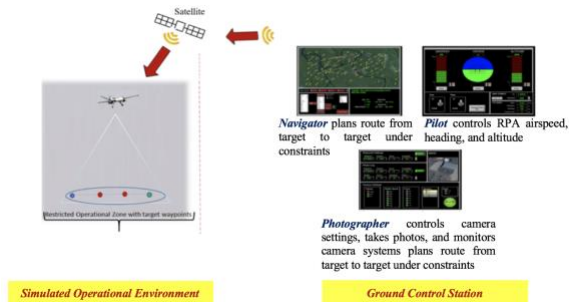 Satellite
Navigator plans route from
target to target under
constraints
Pilot controls RPA airspeed,
heading, and altitude
Restricted Operational Zone with target waypoints
Photographer controls camera
settings, takes photos, and monitors
camera systems plans route from
target to target under constraints
Simulated Operational Environment
Ground Control Station